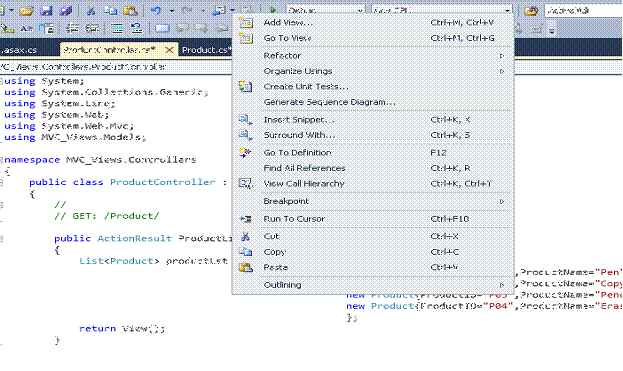 .asax.cs ProductController.cs* Product.cs*
MVC_Views.Controllers.ProductController
using System;
using System.Collections.Generic;
using System.Linq;
using System.Web;
using System.Web.Mvc;
using MVC_Views.Models;
namespace MVC_Views.Controllers
{
public class ProductController :
{
//
// GET: /Product/
public ActionResult ProductLi
{
List<Product> productList
,ProductName="Pen"
,ProductName="Copy
new Product{ProductID="P03",ProductName="Penc
new Product{ProductID="P04",ProductName="Eras
};
return View();
}
Add View... Ctrl+M, Ctrl+V
Go To View Ctrl+M, Ctrl+G
Refactor
Organize Usings
Create Unit Tests...
Generate Sequence Diagram...
Insert Snippet... Ctrl+K, X
Surround With... Ctrl+K, S
Go To Definition F12
Find All References Ctrl+K, R
View Call Hierarchy Ctrl+K, Ctrl+T
Breakpoint
Run To Cursor Ctrl+F10
Cut Ctrl+X
Copy Ctrl+C
Paste Ctrl+V
Outlining